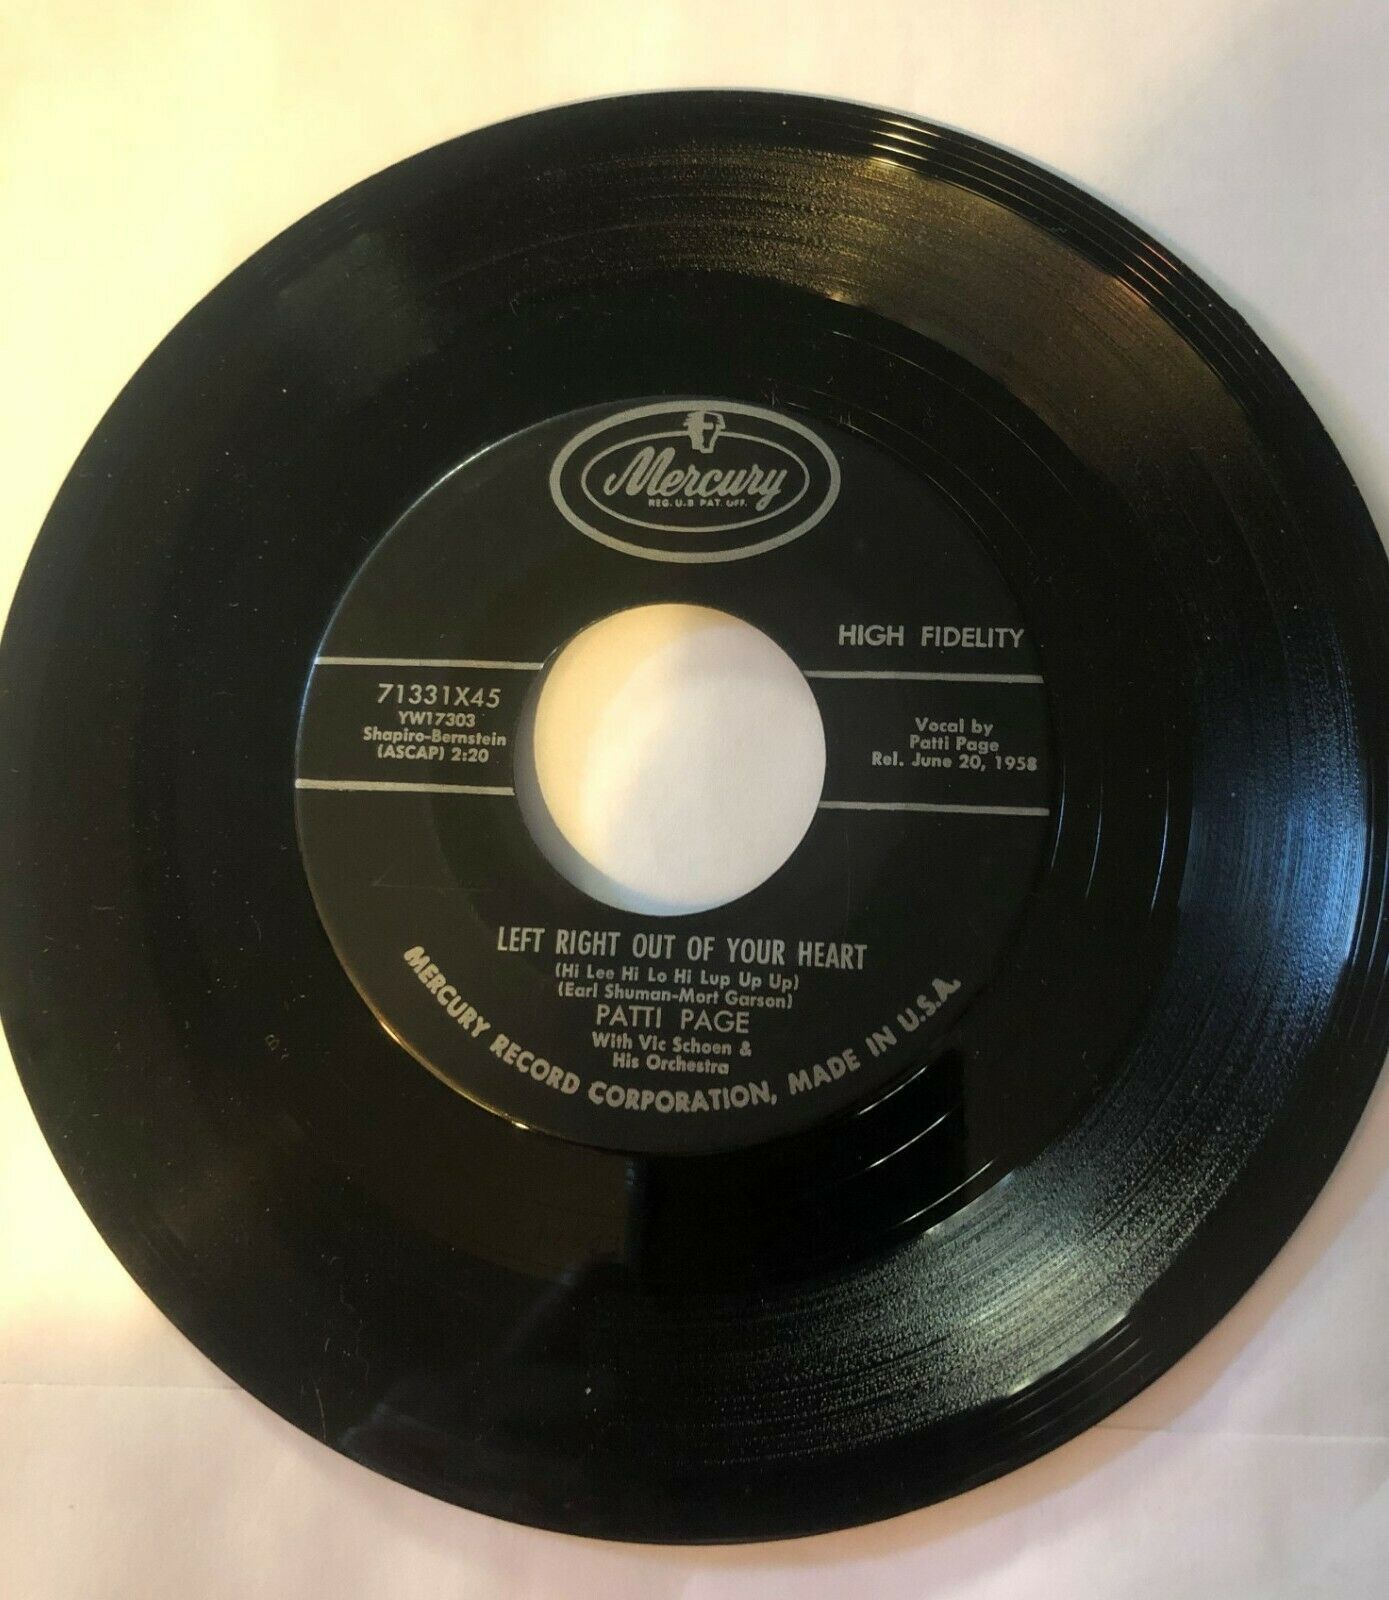 Mercury
REG. U.S. PAT. OFF.
HIGH FIDELITY
71331X45
YW17303
Shapiro-Bernstein
(ASCAP) 2:20
Vocal by
Patti Page
Rel. June 20, 1958
LEFT RIGHT OUT OF YOUR HEART
(Hi Lee Hi Lo Hi Lup Up Up)
(Earl Shuman-Mort Garson)
PATTI PAGE
With Vic Schoen &
His Orchestra
MERCURY RECORD CORPORATION, MADE IN U.S.A.